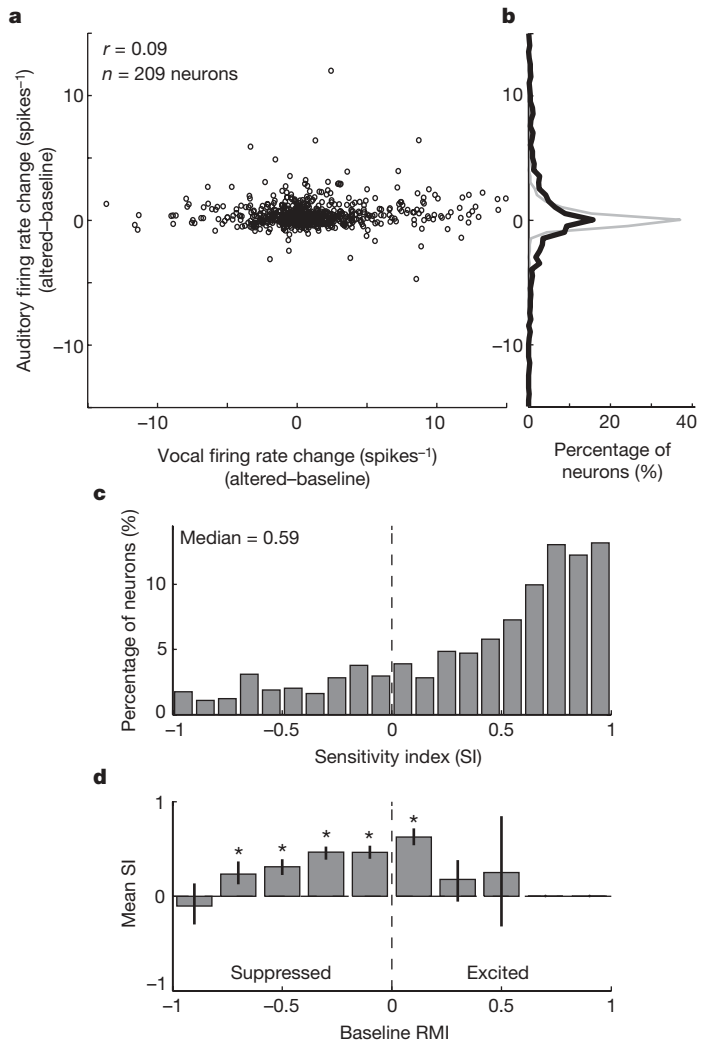 a
r = 0.09
n = 209 neurons
10
0
−10
Auditory firing rate change (spikes⁻¹)
(altered–baseline)
−10
0
10
Vocal firing rate change (spikes⁻¹)
(altered–baseline)
b
10
0
−10
0
20
40
Percentage of
neurons (%)
c
Median = 0.59
10
5
0
Percentage of neurons (%)
−1
−0.5
0
0.5
1
Sensitivity index (SI)
d
1
0
−1
Mean SI
* * * * *
Suppressed
Excited
−1
−0.5
0
0.5
1
Baseline RMI